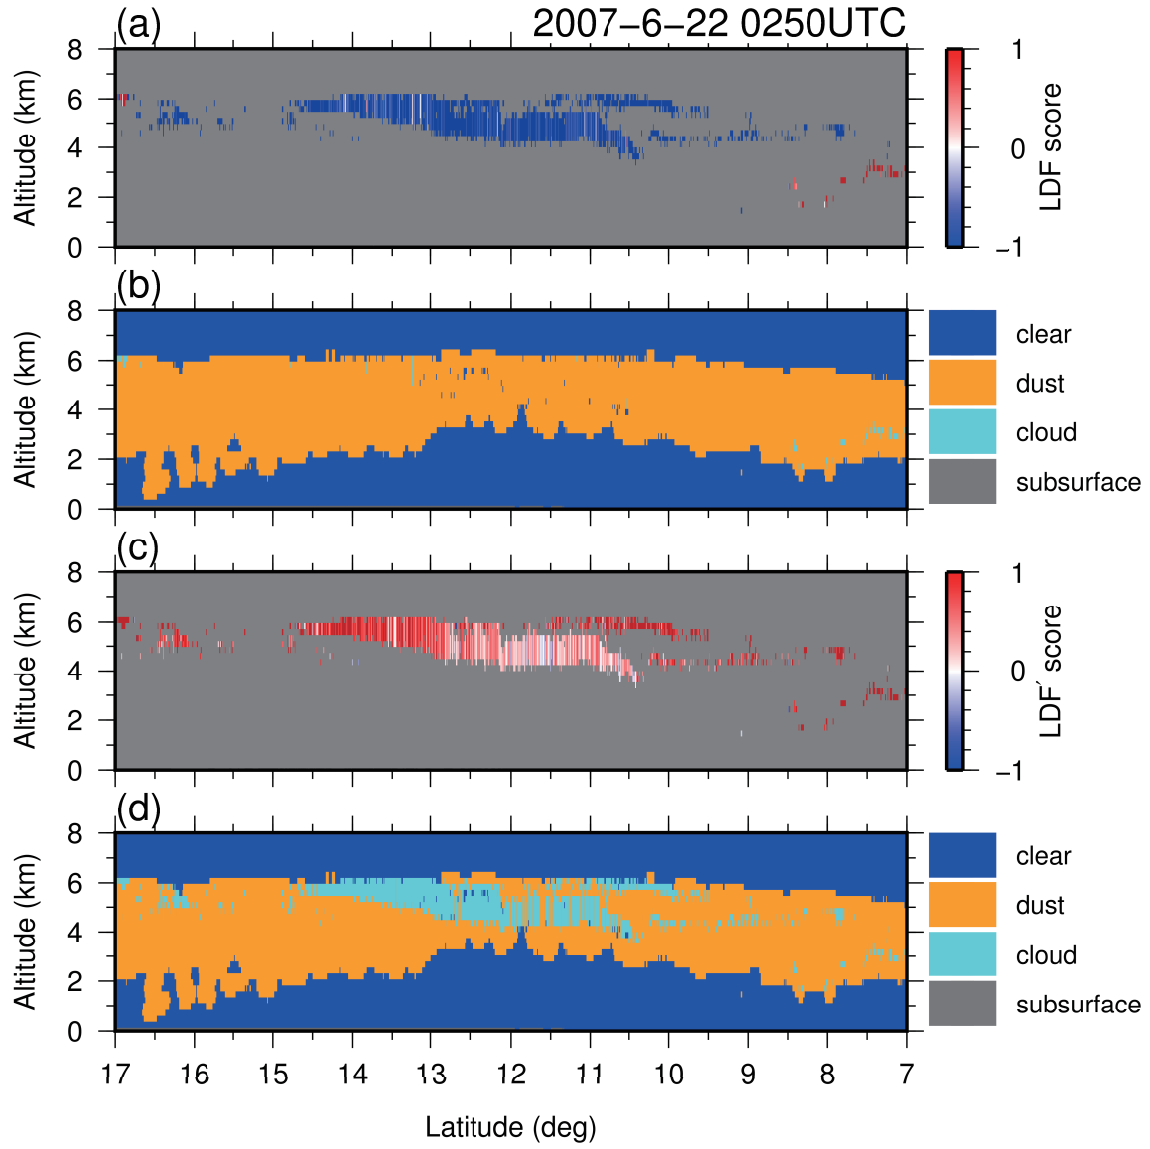 (a) 2007−6−22 0250UTC
8
6
4
2
0
Altitude (km)
1
0
−1
LDF score
(b)
8
6
4
2
0
Altitude (km)
clear
dust
cloud
subsurface
(c)
8
6
4
2
0
Altitude (km)
1
0
−1
LDF´ score
(d)
8
6
4
2
0
Altitude (km)
clear
dust
cloud
subsurface
17 16 15 14 13 12 11 10 9 8 7
Latitude (deg)